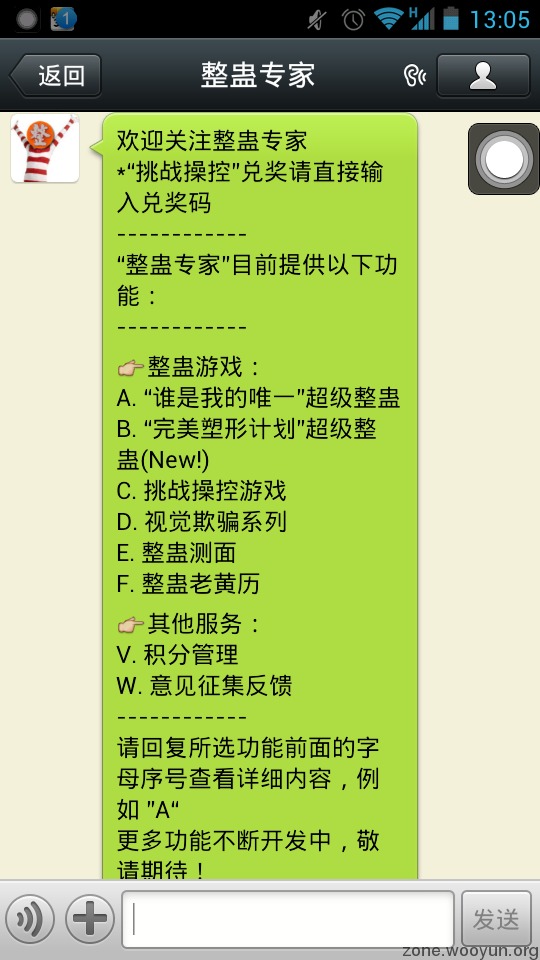 1
H
13:05
返回
整蛊专家
整
欢迎关注整蛊专家
*“挑战操控”兑奖请直接输
入兑奖码
------------
“整蛊专家”目前提供以下功
能：
------------
👉整蛊游戏：
A. “谁是我的唯一”超级整蛊
B. “完美塑形计划”超级整
蛊(New!)
C. 挑战操控游戏
D. 视觉欺骗系列
E. 整蛊测面
F. 整蛊老黄历
👉其他服务：
V. 积分管理
W. 意见征集反馈
------------
请回复所选功能前面的字
母序号查看详细内容，例
如 "A“
更多功能不断开发中，敬
请期待！
发送
zone.wooyun.org